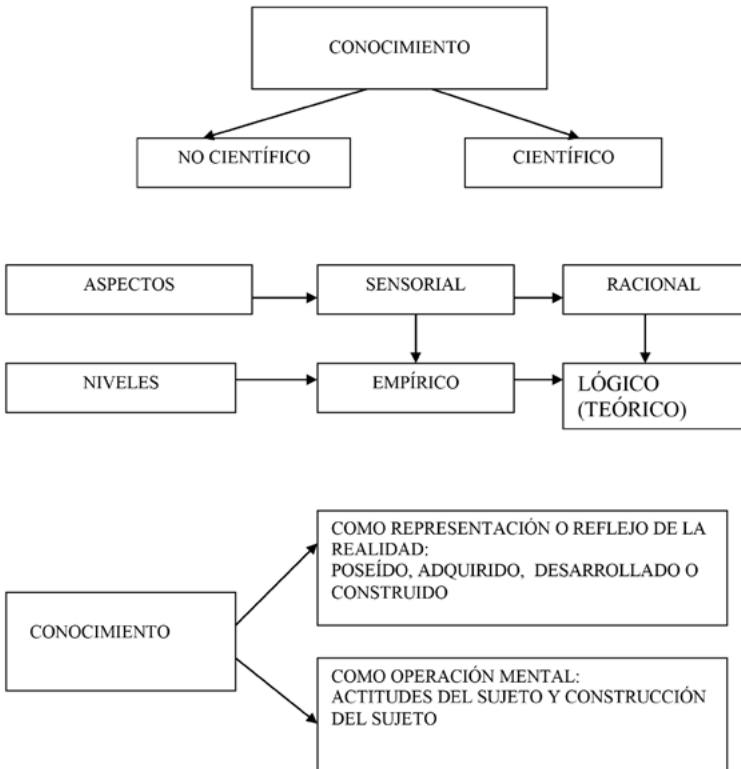 CONOCIMIENTO
NO CIENTÍFICO
CIENTÍFICO
ASPECTOS
SENSORIAL
RACIONAL
NIVELES
EMPÍRICO
LÓGICO
(TEÓRICO)
CONOCIMIENTO
COMO REPRESENTACIÓN O REFLEJO DE LA
REALIDAD:
POSEÍDO, ADQUIRIDO, DESARROLLADO O
CONSTRUIDO
COMO OPERACIÓN MENTAL:
ACTITUDES DEL SUJETO Y CONSTRUCCIÓN
DEL SUJETO